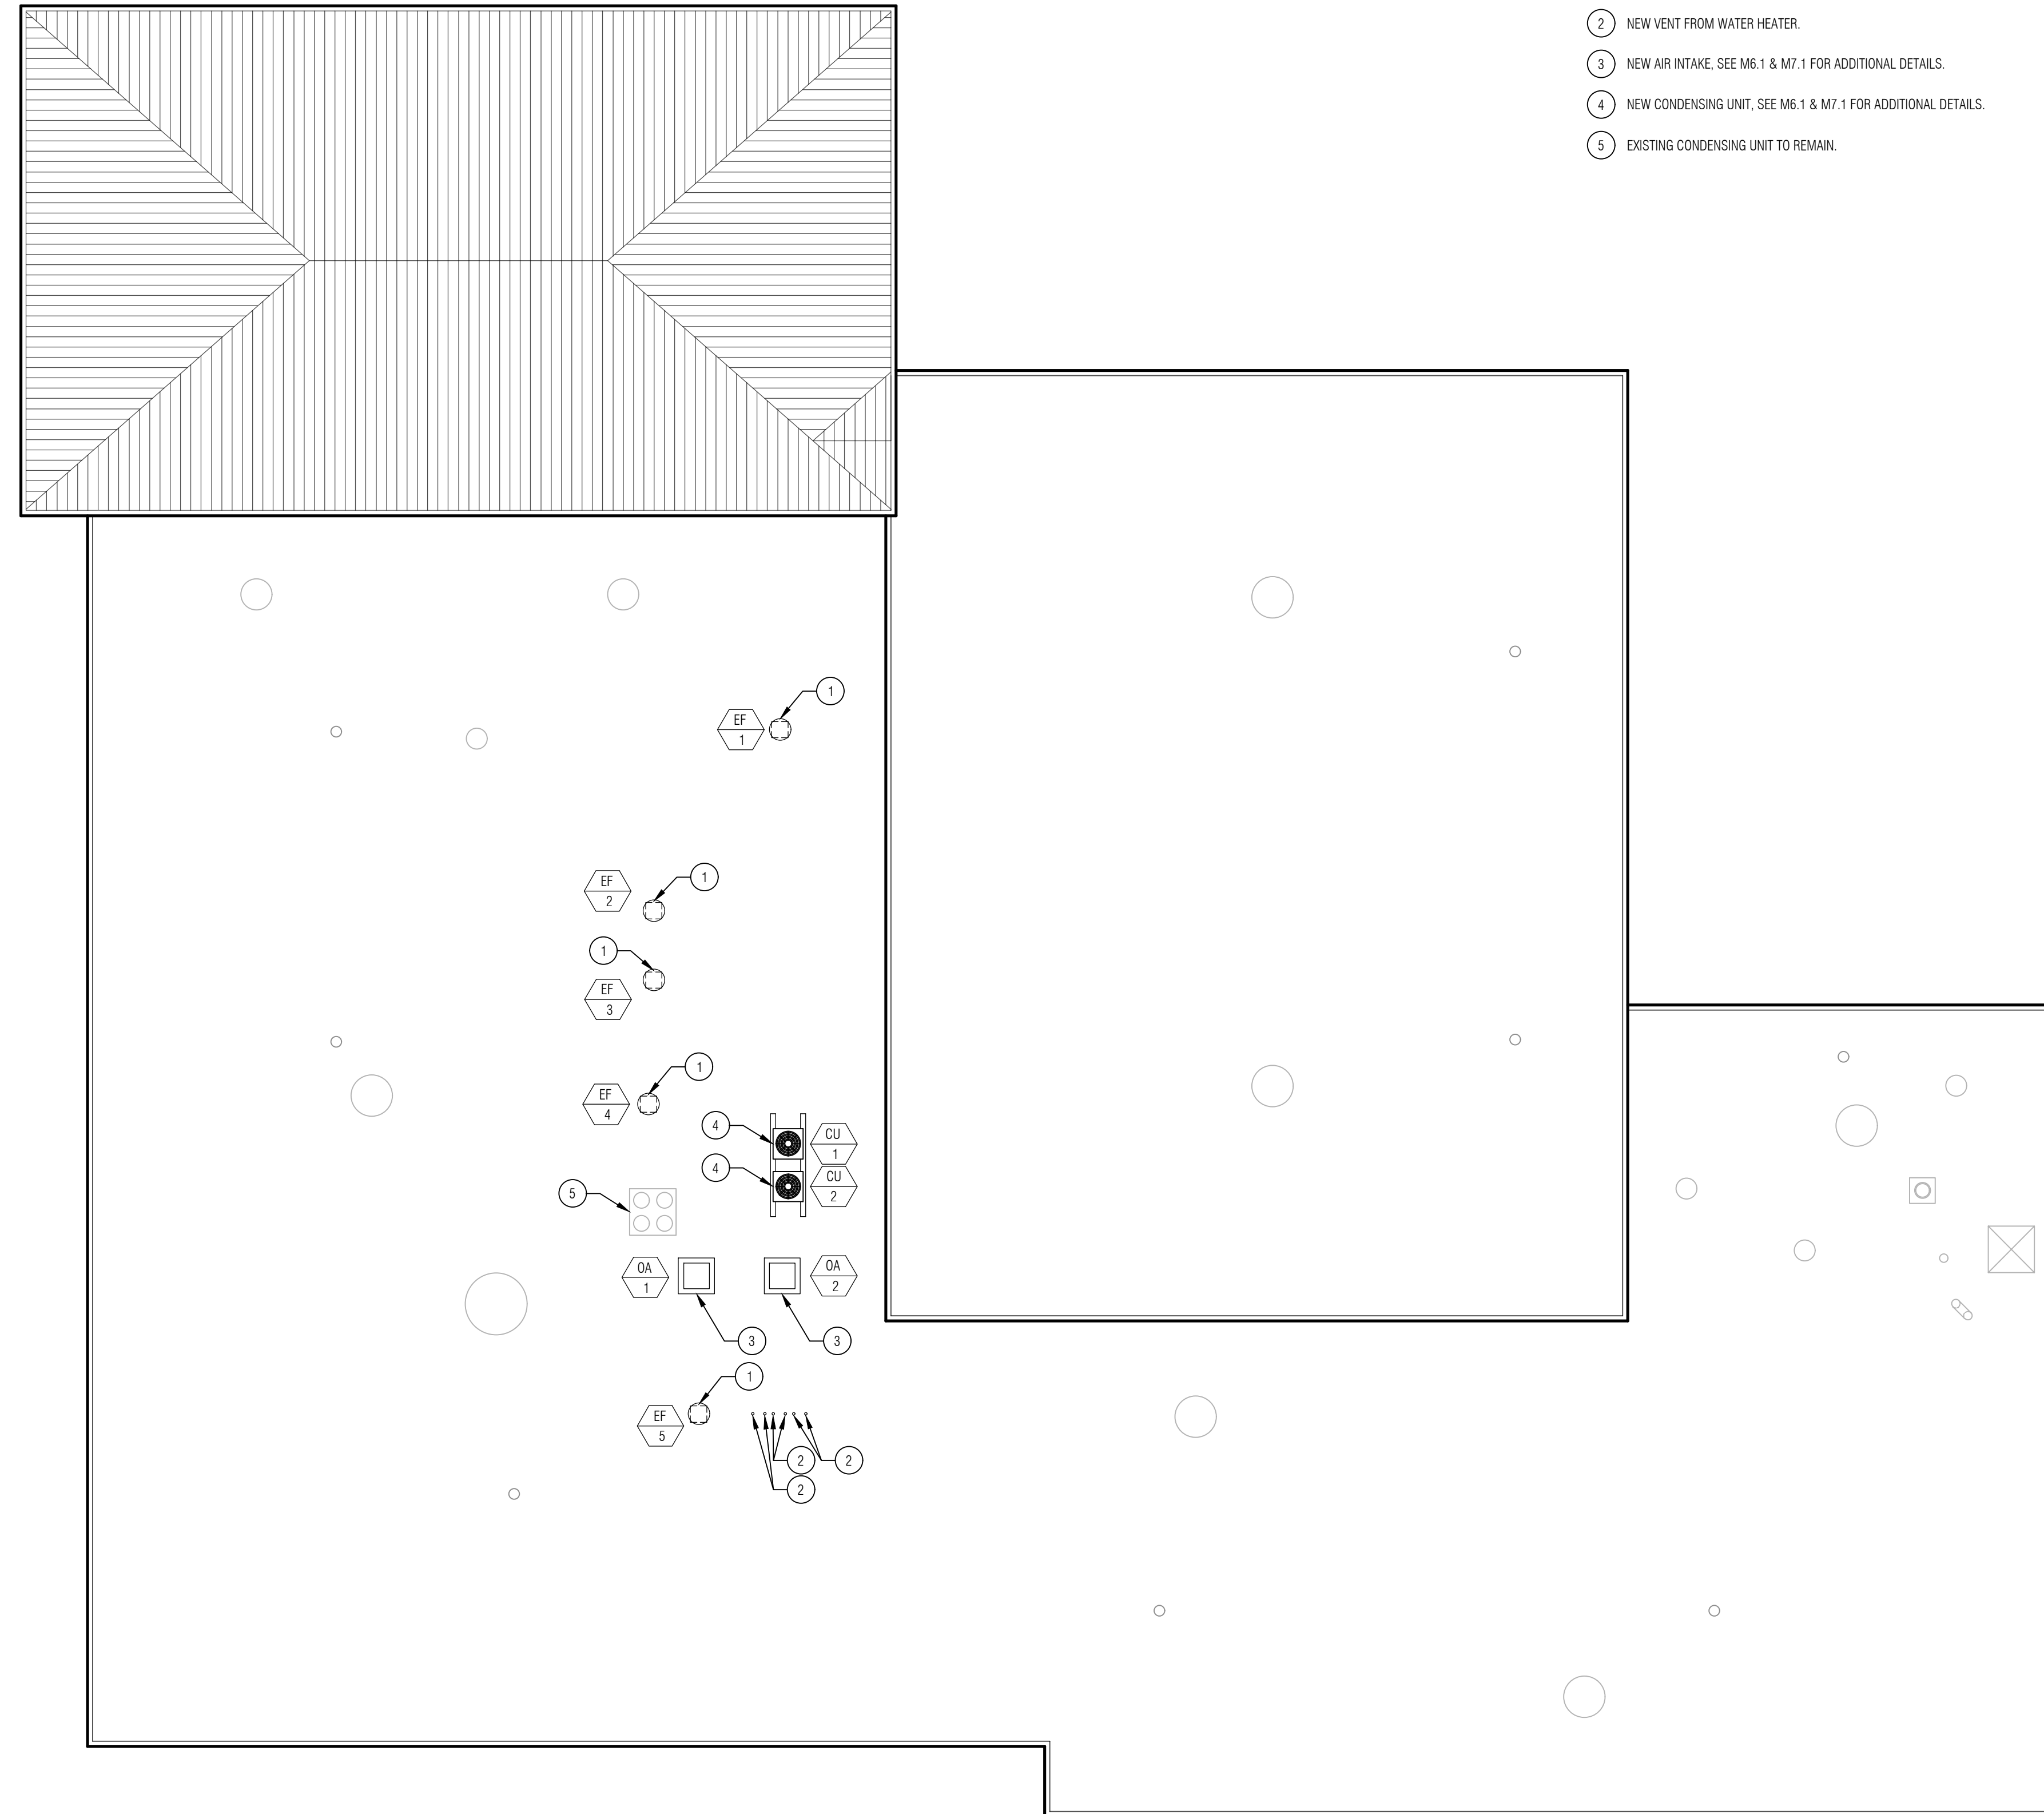 2 NEW VENT FROM WATER HEATER.
3 NEW AIR INTAKE, SEE M6.1 & M7.1 FOR ADDITIONAL DETAILS.
4 NEW CONDENSING UNIT, SEE M6.1 & M7.1 FOR ADDITIONAL DETAILS.
5 EXISTING CONDENSING UNIT TO REMAIN.
1
EF
1
1
EF
2
1
EF
3
1
EF
4
4
CU
1
4
CU
2
5
OA
1
OA
2
3
3
1
EF
5
2
2
2